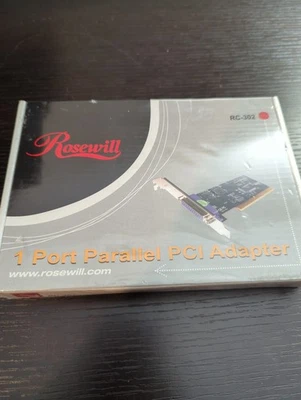 RC-302
Rosewill
1 Port Parallel PCI Adapter
www.rosewill.com